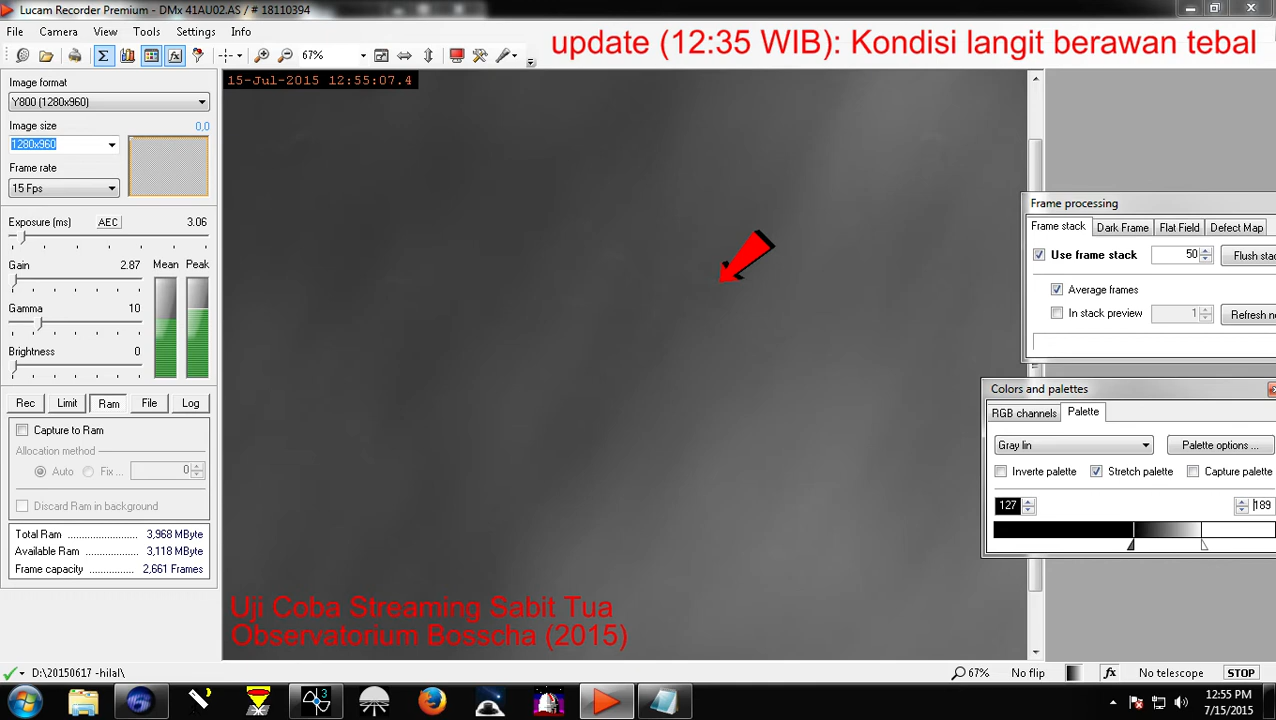 Lucam Recorder Premium - DMx 41AU02.AS / # 18110394
File Camera View Tools Settings Info
update (12:35 WIB): Kondisi langit berawan tebal
67%
15-Jul-2015 12:55:07.4
Image format
Y800 (1280x960)
Image size 0,0
1280x960
Frame rate
15 Fps
Exposure (ms) AEC 3.06
Gain 2.87 Mean Peak
Gamma 10
Brightness 0
Rec Limit Ram File Log
Capture to Ram
Allocation method
Auto Fix ... 0
Discard Ram in background
Total Ram 3,968 MByte
Available Ram 3,118 MByte
Frame capacity 2,661 Frames
Frame processing
Frame stack Dark Frame Flat Field Defect Map
Use frame stack 50 Flush stac
Average frames
In stack preview 1 Refresh no
Colors and palettes
RGB channels Palette
Gray lin Palette options ...
Inverte palette Stretch palette Capture palette
127 189
Uji Coba Streaming Sabit Tua
Observatorium Bosscha (2015)
D:\20150617 -hilal\ 67% No flip fx No telescope STOP
3
12:55 PM
7/15/2015